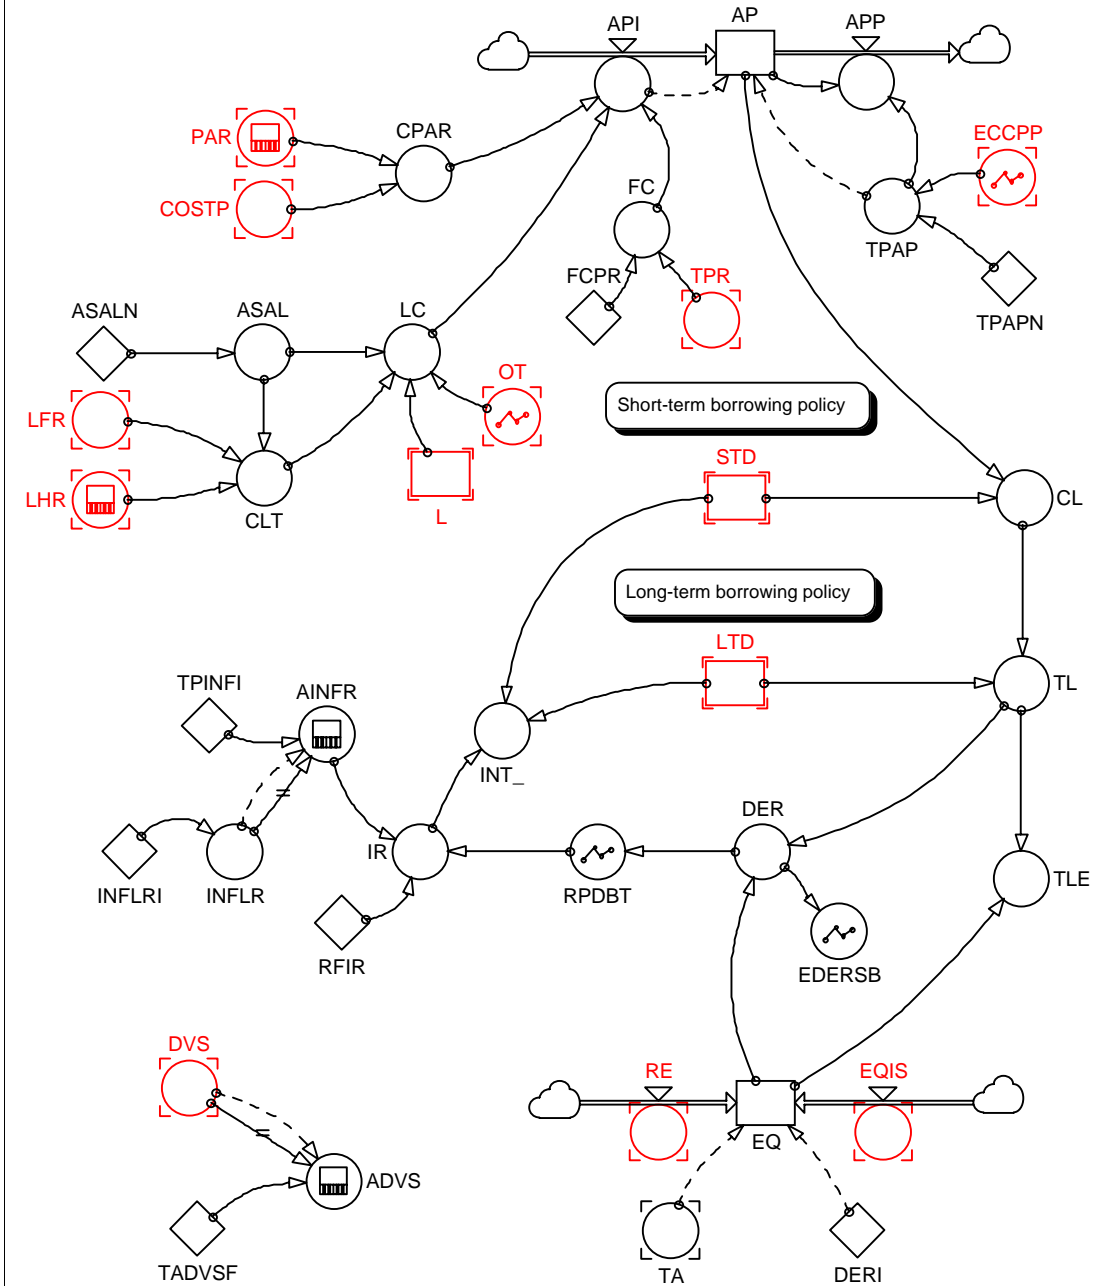 API
AP
APP
PAR
CPAR
ECCPP
COSTP
FC
TPAP
FCPR
TPR
TPAPN
ASALN
ASAL
LC
OT
LFR
Short-term borrowing policy
STD
LHR
CLT
L
CL
Long-term borrowing policy
LTD
TPINFI
AINFR
TL
INT_
DER
IR
INFLRI
INFLR
RPDBT
TLE
RFIR
EDERSB
DVS
RE
EQIS
EQ
ADVS
TADVSF
TA
DERI